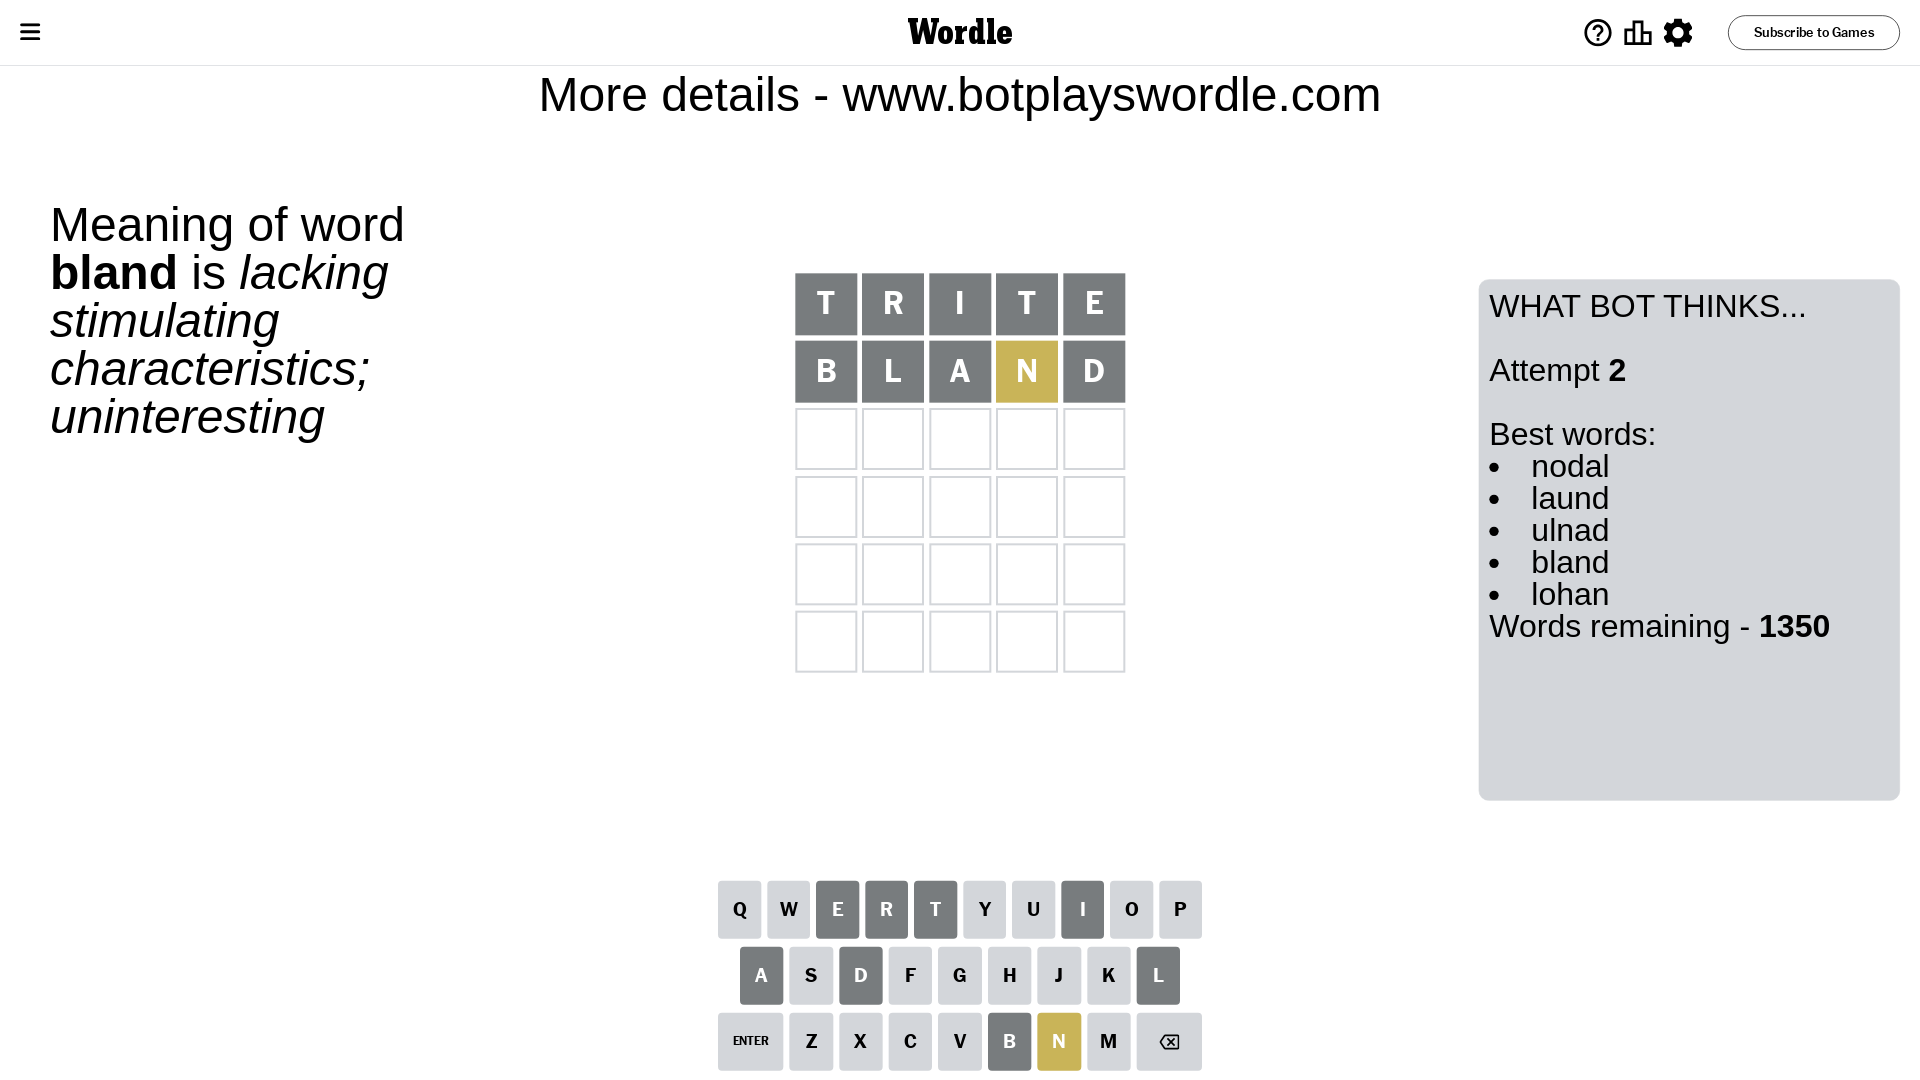 Wordle
Subscribe to Games
More details - www.botplayswordle.com
Meaning of word
bland is lacking
stimulating
characteristics;
uninteresting
T R I T E
B L A N D
WHAT BOT THINKS...
Attempt 2
Best words:
• nodal
• laund
• ulnad
• bland
• lohan
Words remaining - 1350
Q W E R T Y U I O P
A S D F G H J K L
ENTER Z X C V B N M